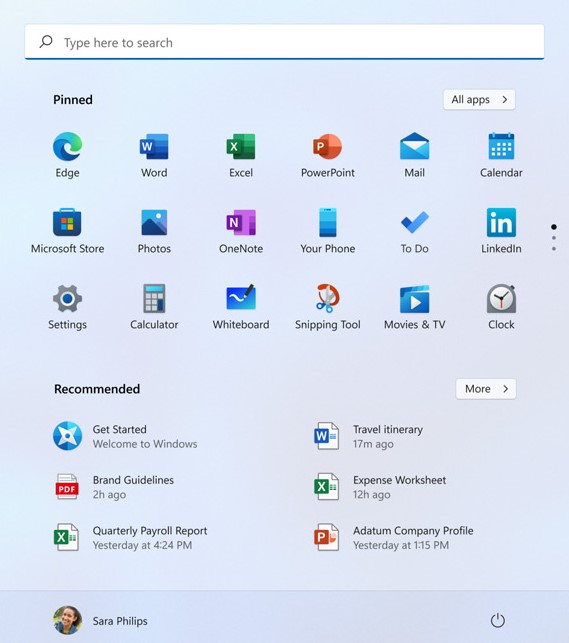 Type here to search
Pinned
All apps
Edge
Word
Excel
PowerPoint
Mail
Calendar
Microsoft Store
Photos
OneNote
Your Phone
To Do
LinkedIn
Settings
Calculator
Whiteboard
Snipping Tool
Movies & TV
Clock
Recommended
More
Get Started
Welcome to Windows
Travel itinerary
17m ago
PDF
Brand Guidelines
2h ago
Expense Worksheet
12h ago
Quarterly Payroll Report
Yesterday at 4:24 PM
Adatum Company Profile
Yesterday at 1:15 PM
Sara Philips